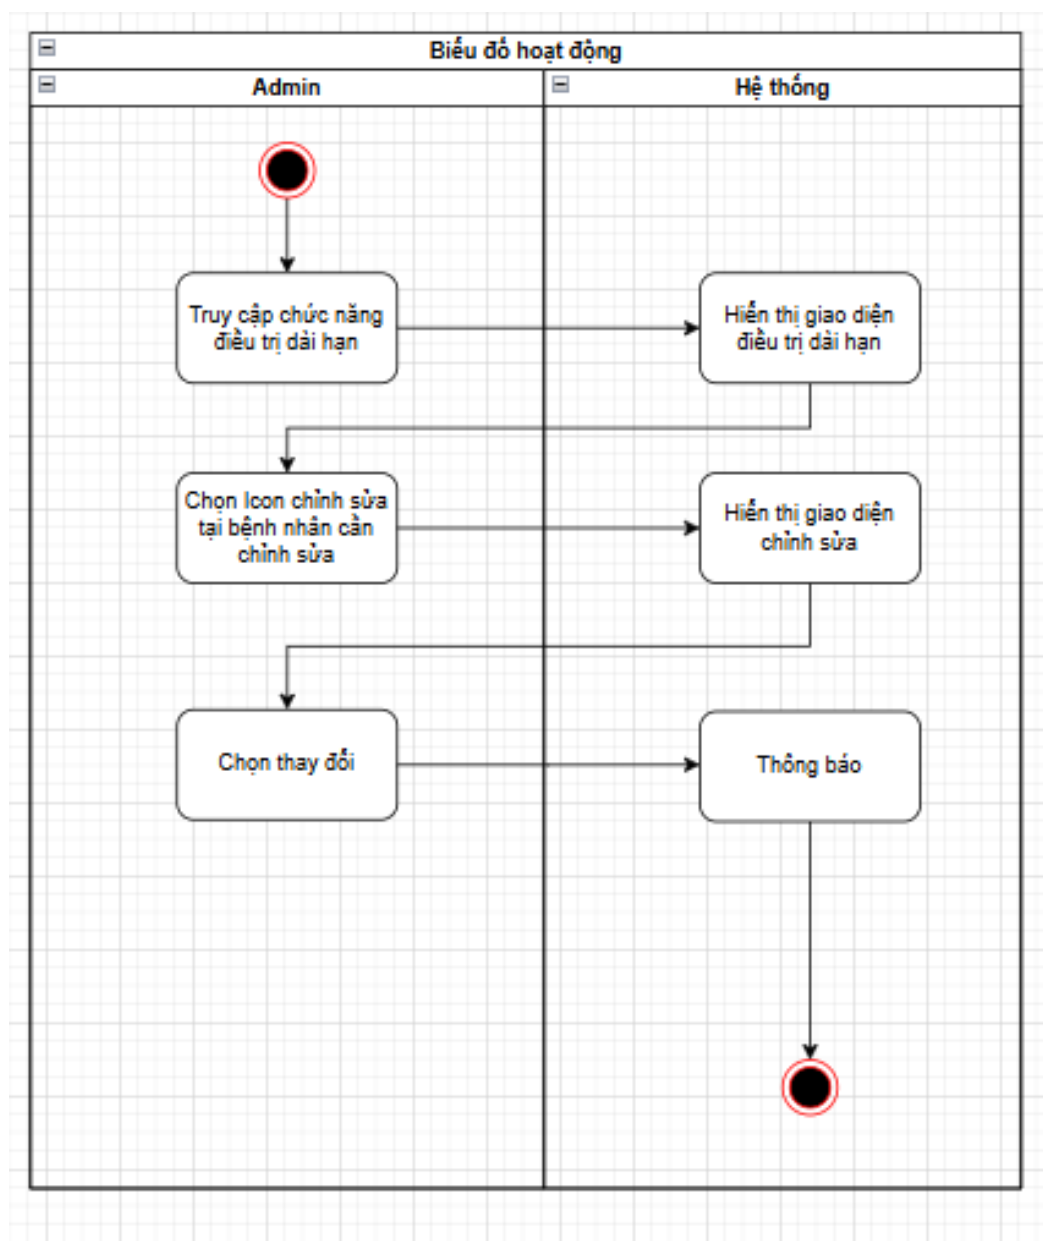 Biểu đồ hoạt động
Admin
Hệ thống
Truy cập chức năng
điều trị dài hạn
Hiển thị giao diện
điều trị dài hạn
Chọn Icon chỉnh sửa
tại bệnh nhân cần
chỉnh sửa
Hiển thị giao diện
chỉnh sửa
Chọn thay đổi
Thông báo